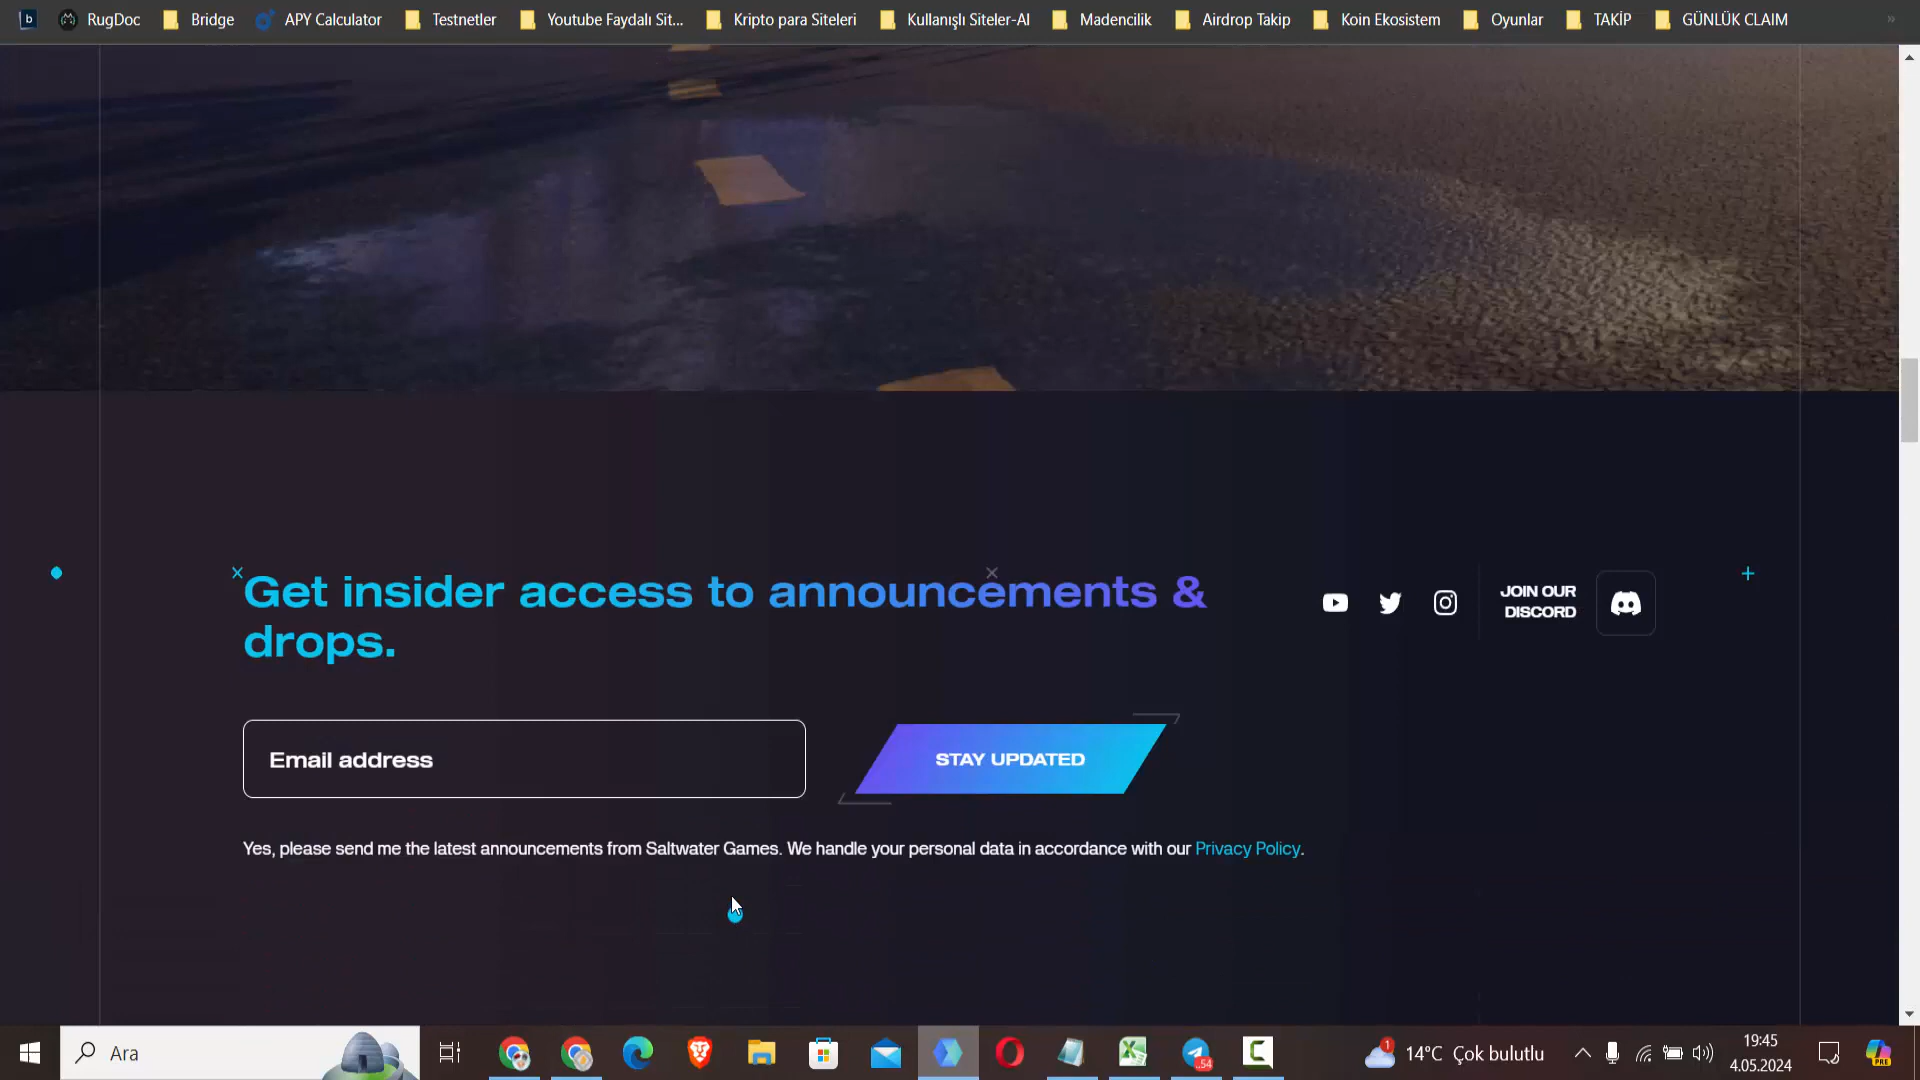 b RugDoc Bridge APY Calculator Testnetler Youtube Faydalı Sit... Kripto para Siteleri Kullanışlı Siteler-AI Madencilik Airdrop Takip Koin Ekosistem Oyunlar TAKİP GÜNLÜK CLAIM »
Get insider access to announcements &
drops.
JOIN OUR
DISCORD
Email address
STAY UPDATED
Yes, please send me the latest announcements from Saltwater Games. We handle your personal data in accordance with our Privacy Policy.
Ara
54
1
14°C Çok bulutlu
19:45
4.05.2024
PRE